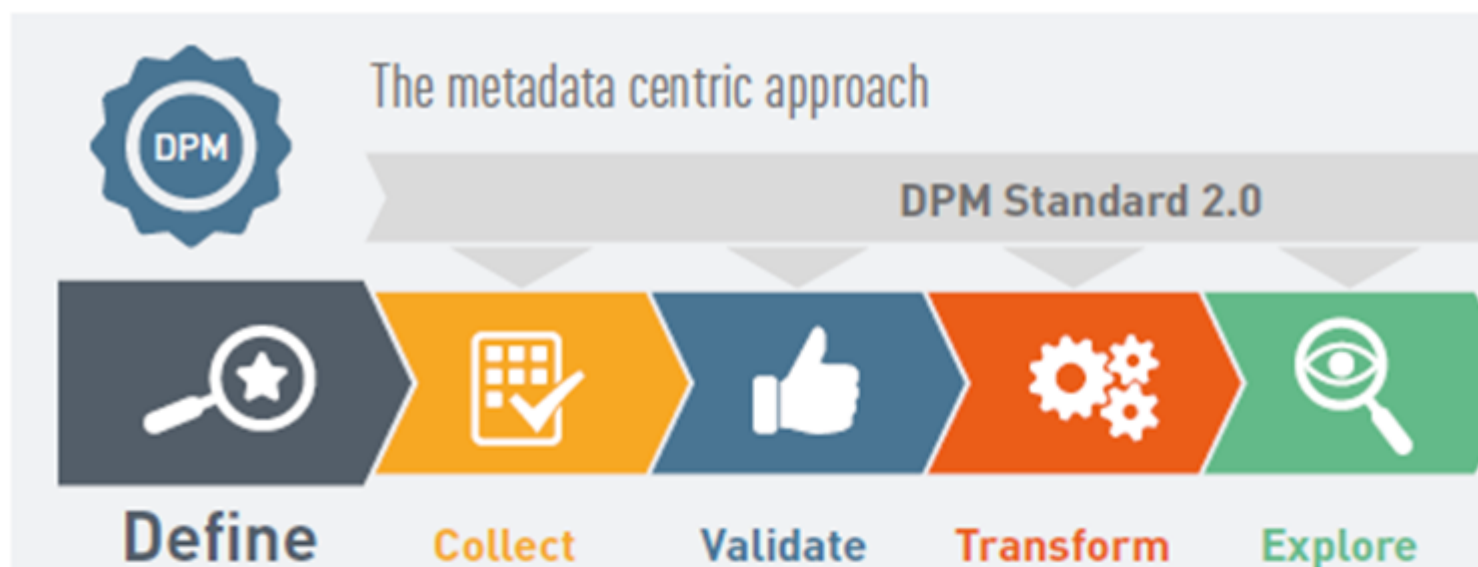 The metadata centric approach
DPM
DPM Standard 2.0
Define
Collect
Validate
Transform
Explore